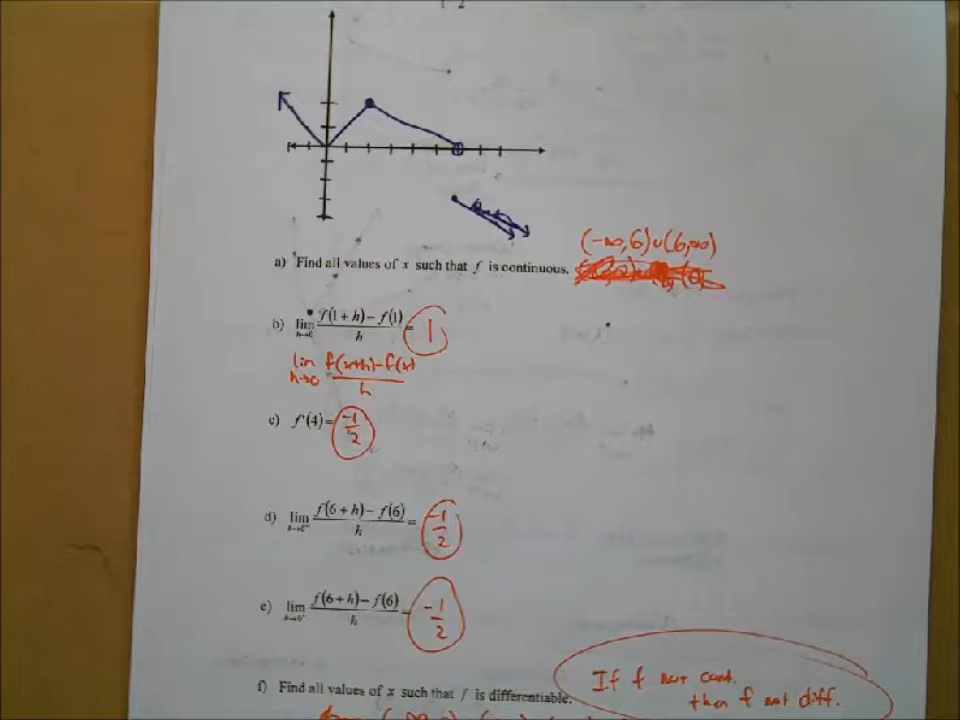 (-∞,6)∪(6,∞)
a) Find all values of x such that f is continuous.
b) lim h→0 f(1 + h) – f(1) / h = 1
lim h→0 f(x+h)-f(x) / h
c) f'(4) = -1/2
d) lim f(6 + h) – f(6) / h = -1/2
e) lim f(6 + h) – f(6) / h = -1/2
If f not cont.
then f not diff.
f) Find all values of x such that f is differentiable.